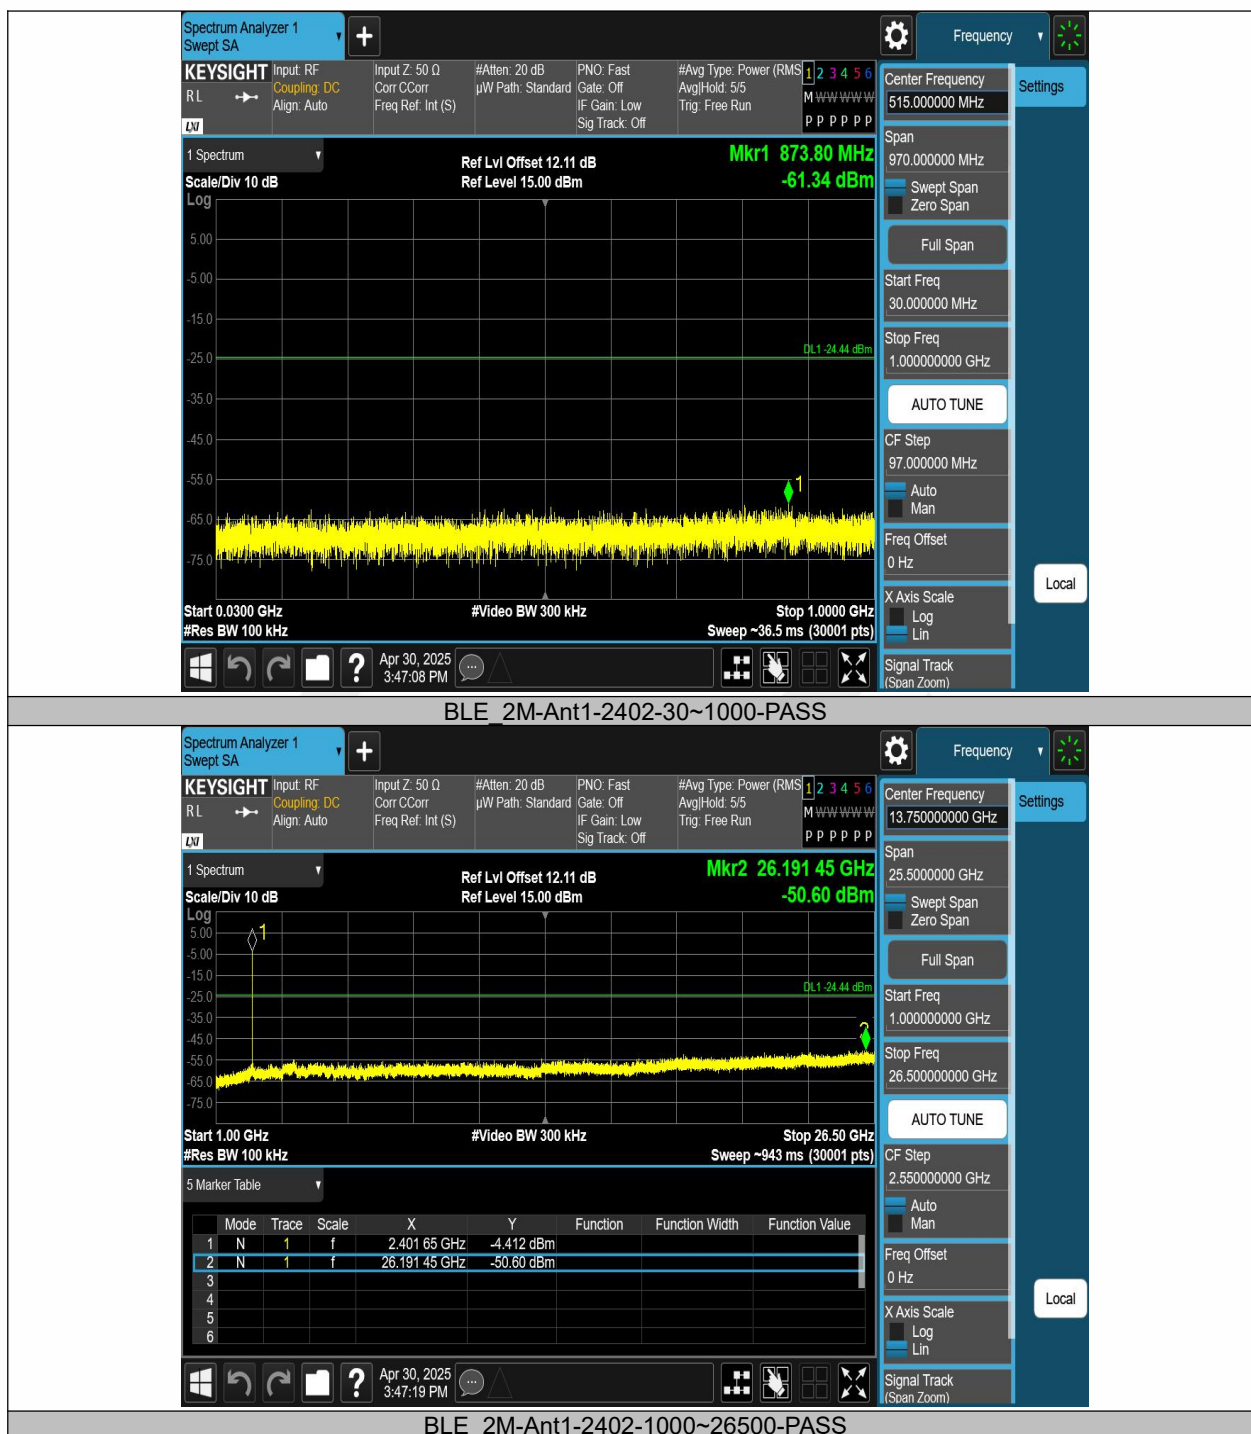 Spectrum Analyzer 1
Swept SA
Frequency
KEYSIGHT
RL
LXI
Input: RF
Coupling: DC
Align: Auto
Input Z: 50 Ω
Corr CCorr
Freq Ref: Int (S)
#Atten: 20 dB
µW Path: Standard
PNO: Fast
Gate: Off
IF Gain: Low
Sig Track: Off
#Avg Type: Power (RMS
Avg|Hold: 5/5
Trig: Free Run
1 2 3 4 5 6
M W W W W W
P P P P P P
1 Spectrum
Scale/Div 10 dB
Ref Lvl Offset 12.11 dB
Ref Level 15.00 dBm
Mkr1 873.80 MHz
-61.34 dBm
Log
5.00
-5.00
-15.0
-25.0
-35.0
-45.0
-55.0
-65.0
-75.0
DL1 -24.44 dBm
1
Start 0.0300 GHz
#Video BW 300 kHz
Stop 1.0000 GHz
#Res BW 100 kHz
Sweep ~36.5 ms (30001 pts)
Apr 30, 2025
3:47:08 PM
Center Frequency
515.000000 MHz
Settings
Span
970.000000 MHz
Swept Span
Zero Span
Full Span
Start Freq
30.000000 MHz
Stop Freq
1.000000000 GHz
AUTO TUNE
CF Step
97.000000 MHz
Auto
Man
Freq Offset
0 Hz
X Axis Scale
Log
Lin
Signal Track
(Span Zoom)
Local
BLE_2M-Ant1-2402-30~1000-PASS
Spectrum Analyzer 1
Swept SA
Frequency
KEYSIGHT
RL
LXI
Input: RF
Coupling: DC
Align: Auto
Input Z: 50 Ω
Corr CCorr
Freq Ref: Int (S)
#Atten: 20 dB
µW Path: Standard
PNO: Fast
Gate: Off
IF Gain: Low
Sig Track: Off
#Avg Type: Power (RMS
Avg|Hold: 5/5
Trig: Free Run
1 2 3 4 5 6
M W W W W W
P P P P P P
1 Spectrum
Scale/Div 10 dB
Ref Lvl Offset 12.11 dB
Ref Level 15.00 dBm
Mkr2 26.191 45 GHz
-50.60 dBm
Log
5.00
-5.00
-15.0
-25.0
-35.0
-45.0
-55.0
-65.0
-75.0
1
DL1 -24.44 dBm
2
Start 1.00 GHz
#Video BW 300 kHz
Stop 26.50 GHz
#Res BW 100 kHz
Sweep ~943 ms (30001 pts)
5 Marker Table
Mode Trace Scale X Y Function Function Width Function Value
1 N 1 f 2.401 65 GHz -4.412 dBm
2 N 1 f 26.191 45 GHz -50.60 dBm
3
4
5
6
Apr 30, 2025
3:47:19 PM
Center Frequency
13.750000000 GHz
Settings
Span
25.5000000 GHz
Swept Span
Zero Span
Full Span
Start Freq
1.000000000 GHz
Stop Freq
26.500000000 GHz
AUTO TUNE
CF Step
2.550000000 GHz
Auto
Man
Freq Offset
0 Hz
X Axis Scale
Log
Lin
Signal Track
(Span Zoom)
Local
BLE_2M-Ant1-2402-1000~26500-PASS